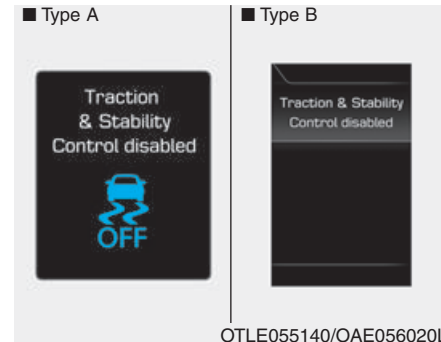 ■ Type A
Traction
& Stability
Control disabled
OFF
■ Type B
Traction & Stability
Control disabled
OTLE055140/OAE056020L